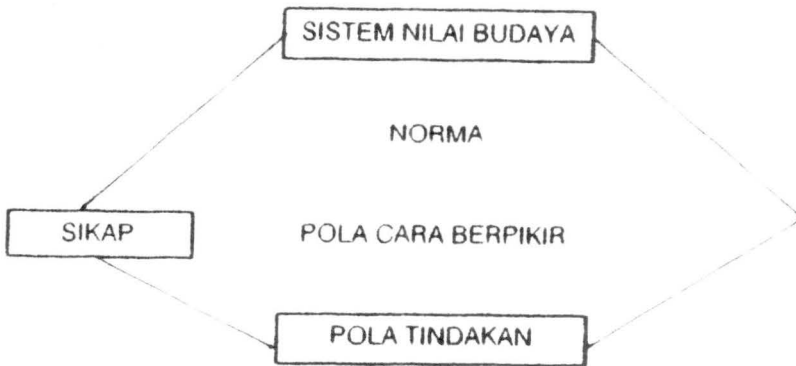 SISTEM NILAI BUDAYA
NORMA
SIKAP
POLA CARA BERPIKIR
POLA TINDAKAN